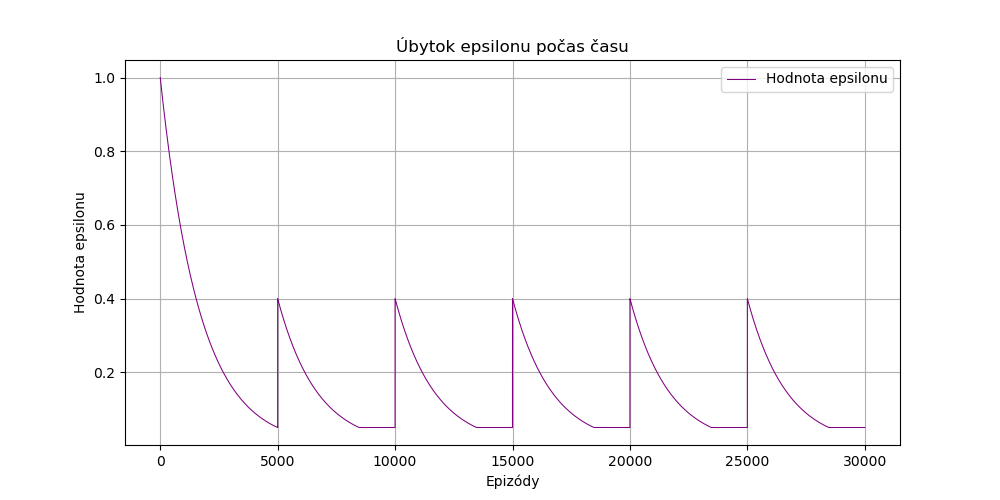 Úbytok epsilonu počas času
Hodnota epsilonu
Hodnota epsilonu
1.0
0.8
0.6
0.4
0.2
0 5000 10000 15000 20000 25000 30000
Epizódy